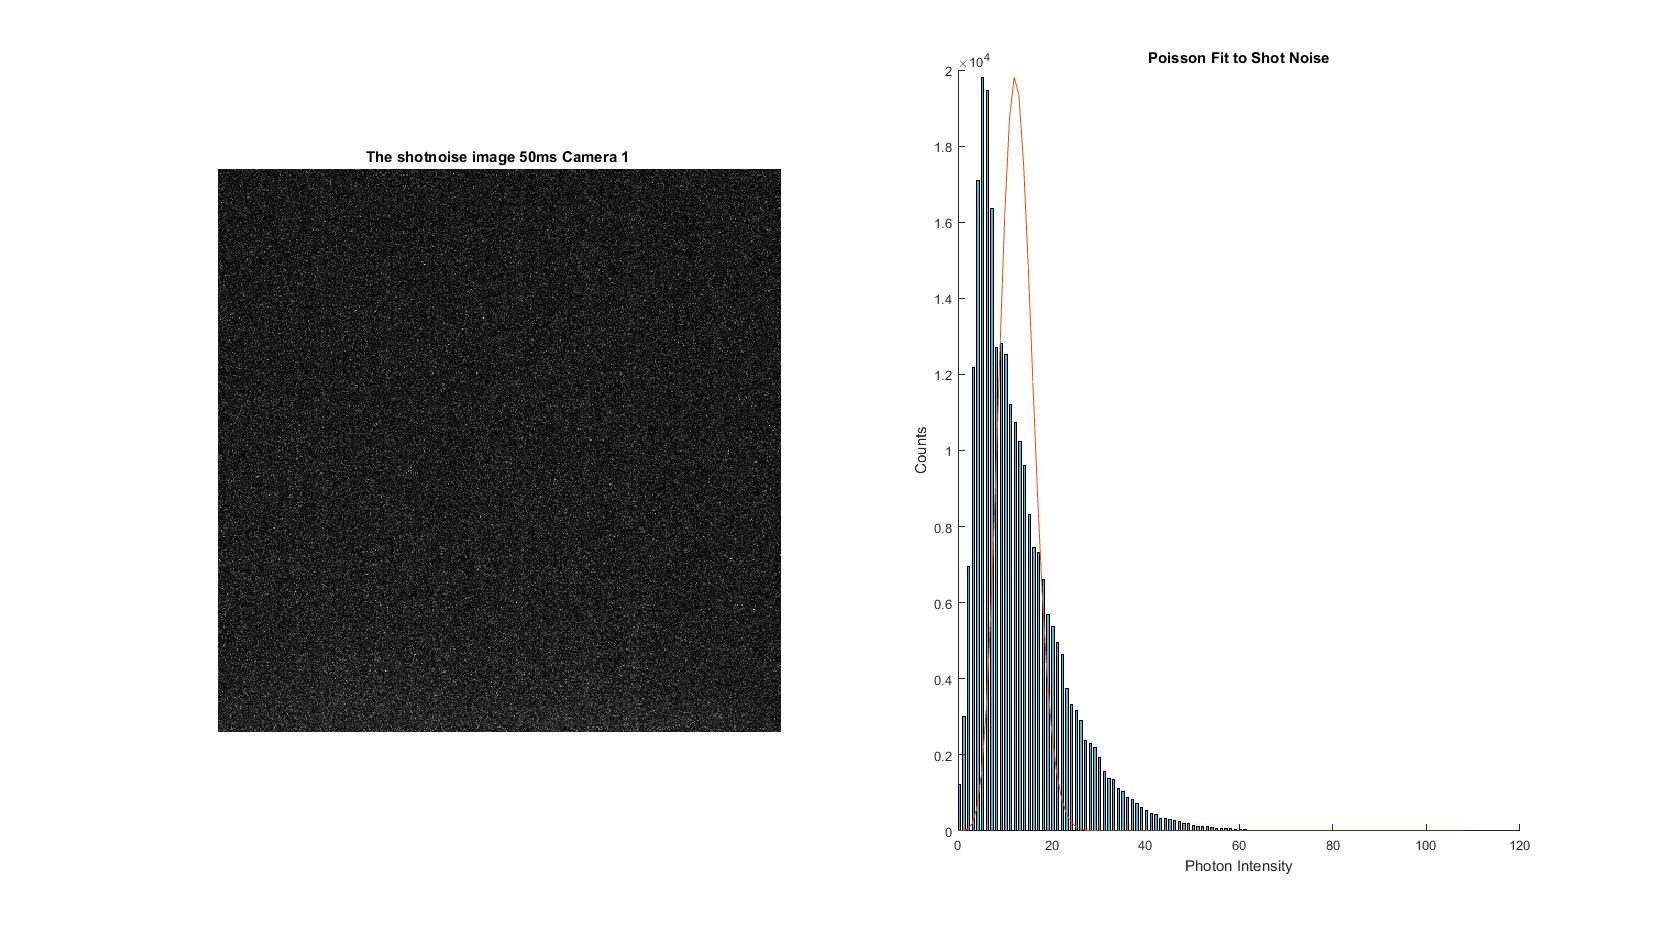 The shotnoise image 50ms Camera 1
Poisson Fit to Shot Noise
×10⁴
2
1.8
1.6
1.4
1.2
1
0.8
0.6
0.4
0.2
0
Counts
0 20 40 60 80 100 120
Photon Intensity